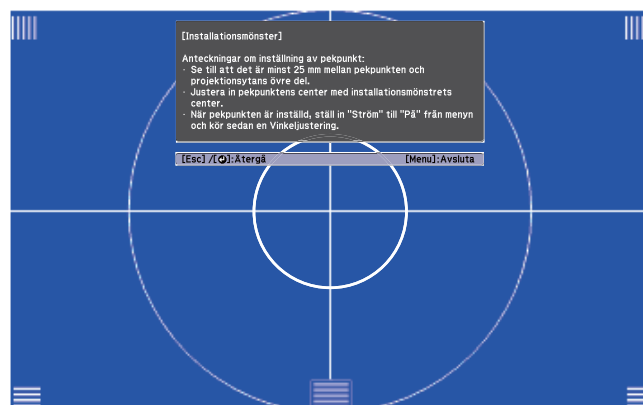 [Installationsmönster]
Anteckningar om inställning av pekpunkt:
· Se till att det är minst 25 mm mellan pekpunkten och
projektionsytans övre del.
· Justera in pekpunktens center med installationsmönstrets
center.
· När pekpunkten är inställd, ställ in "Ström" till "På" från menyn
och kör sedan en Vinkeljustering.
[Esc] /[⏎]:Återgå [Menu]:Avsluta